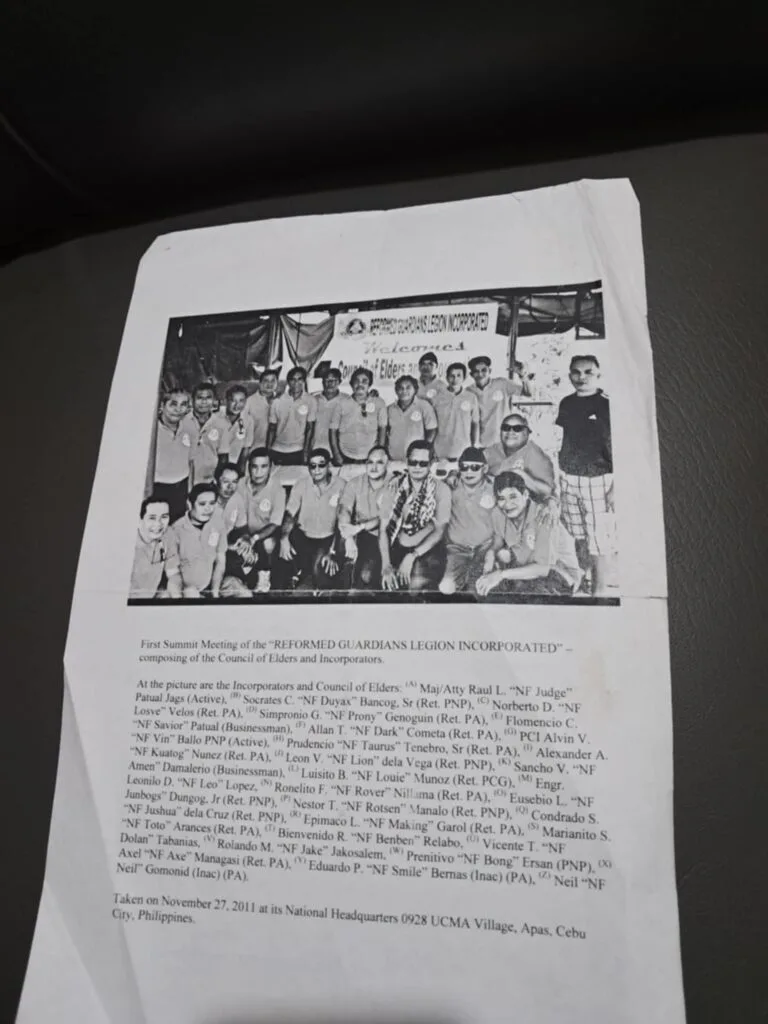 REFORMED GUARDIANS LEGION INCORPORATED
Welcomes
Council of Elders and
First Summit Meeting of the “REFORMED GUARDIANS LEGION INCORPORATED” –
composing of the Council of Elders and Incorporators.
At the picture are the Incorporators and Council of Elders: (A) Maj/Atty Raul L. “NF Judge”
Patual Jags (Active), (B) Socrates C. “NF Duyax” Bancog, Sr (Ret. PNP), (C) Norberto D. “NF
Losve” Velos (Ret. PA), (D) Simpronio G. “NF Prony” Genoguin (Ret. PA), (E) Flomencio C.
“NF Savior” Patual (Businessman), (F) Allan T. “NF Dark” Cometa (Ret. PA), (G) PCI Alvin V.
“NF Vin” Ballo PNP (Active), (H) Prudencio “NF Taurus” Tenebro, Sr (Ret. PA), (I) Alexander A.
“NF Kuatog” Nunez (Ret. PA), (J) Leon V. “NF Lion” dela Vega (Ret. PNP), (K) Sancho V. “NF
Amen” Damalerio (Businessman), (L) Luisito B. “NF Louie” Munoz (Ret. PCG), (M) Engr.
Leonilo D. “NF Leo” Lopez, (N) Ronelito F. “NF Rover” Nillama (Ret. PA), (O) Eusebio L. “NF
Junbogs” Dungog, Jr (Ret. PNP), (P) Nestor T. “NF Rotsen” Manalo (Ret. PNP), (Q) Condrado S.
“NF Jushua” dela Cruz (Ret. PNP), (R) Epimaco L. “NF Making” Garol (Ret. PA), (S) Marianito S.
“NF Toto” Arances (Ret. PA), (T) Bienvenido R. “NF Benben” Relabo, (U) Vicente T. “NF
Dolan” Tabanias, (V) Rolando M. “NF Jake” Jakosalem, (W) Prenitivo “NF Bong” Ersan (PNP), (X)
Axel “NF Axe” Managasi (Ret. PA), (Y) Eduardo P. “NF Smile” Bernas (Inac) (PA), (Z) Neil “NF
Neil” Gomonid (Inac) (PA).
Taken on November 27, 2011 at its National Headquarters 0928 UCMA Village, Apas, Cebu
City, Philippines.